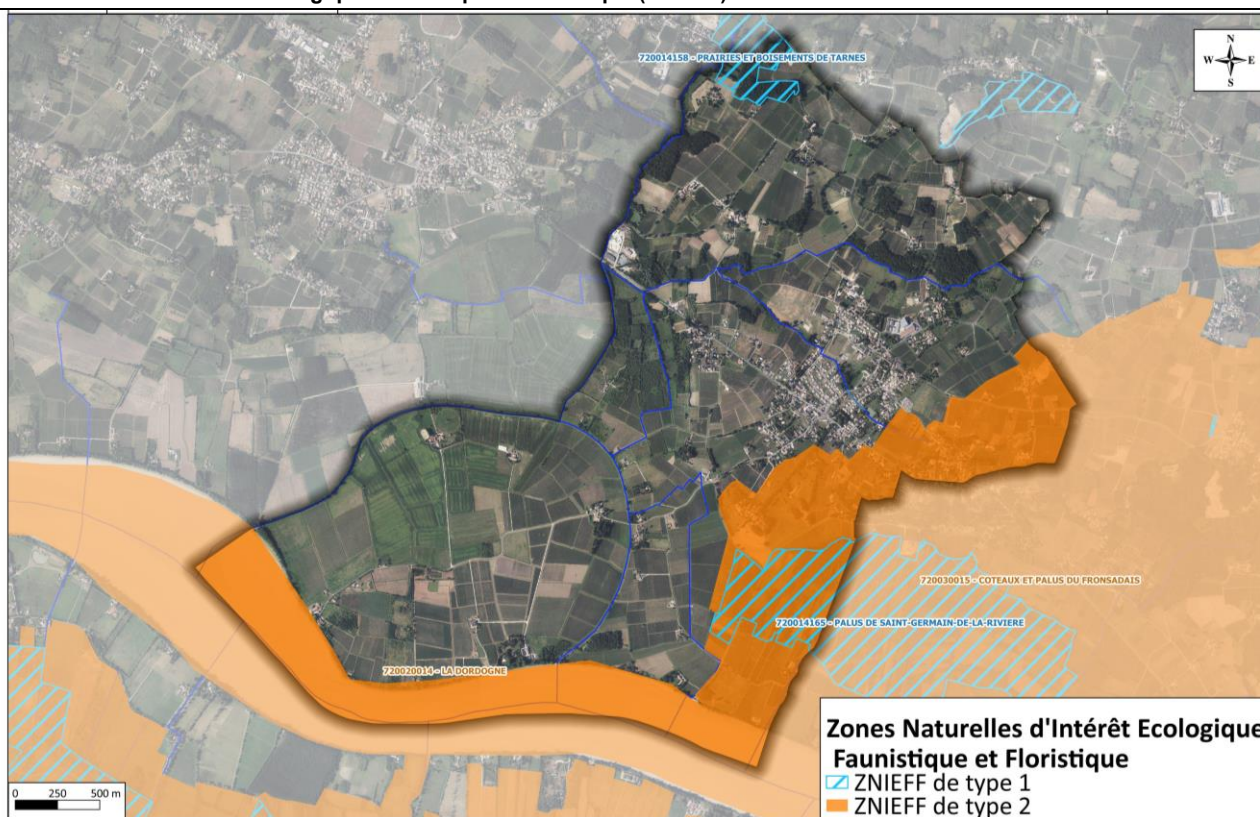 720014158 - PRAIRIES ET BOISEMENTS DE TARNES
N
W E
S
720030015 - COTEAUX ET PALUS DU FRONSADAIS
720014165 - PALUS DE SAINT-GERMAIN-DE-LA-RIVIERE
720020014 - LA DORDOGNE
Zones Naturelles d'Intérêt Ecologique
Faunistique et Floristique
ZNIEFF de type 1
ZNIEFF de type 2
0 250 500 m